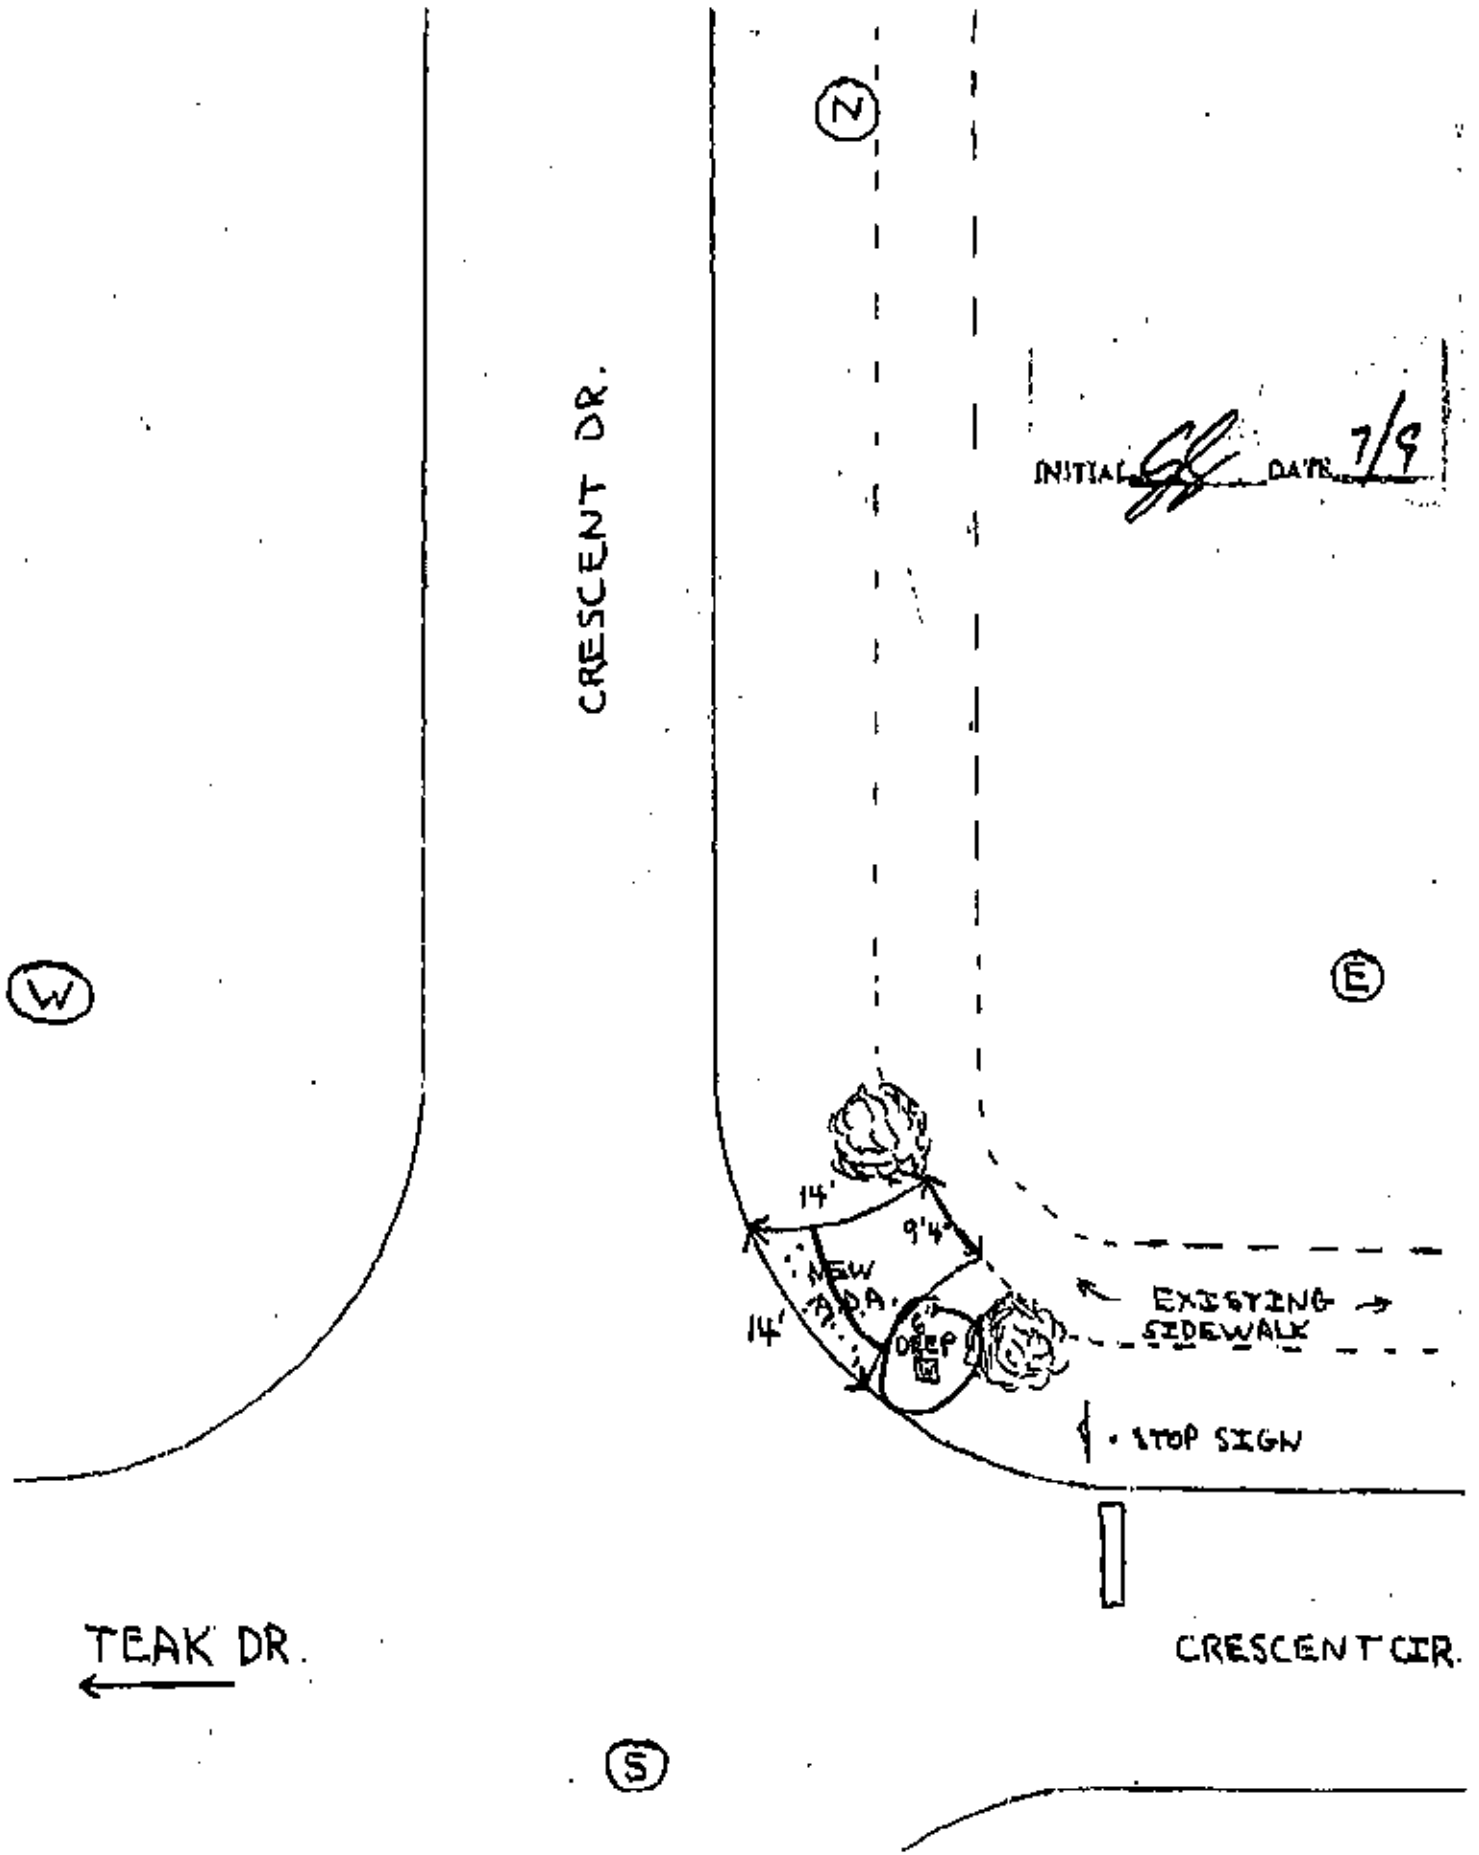 N
CRESCENT DR.
INITIAL DATE 7/9
W
E
14'
9'4"
NEW
A.D.A.
14'
6"
DEEP
EXISTING
SIDEWALK
STOP SIGN
TEAK DR.
CRESCENT CIR.
S